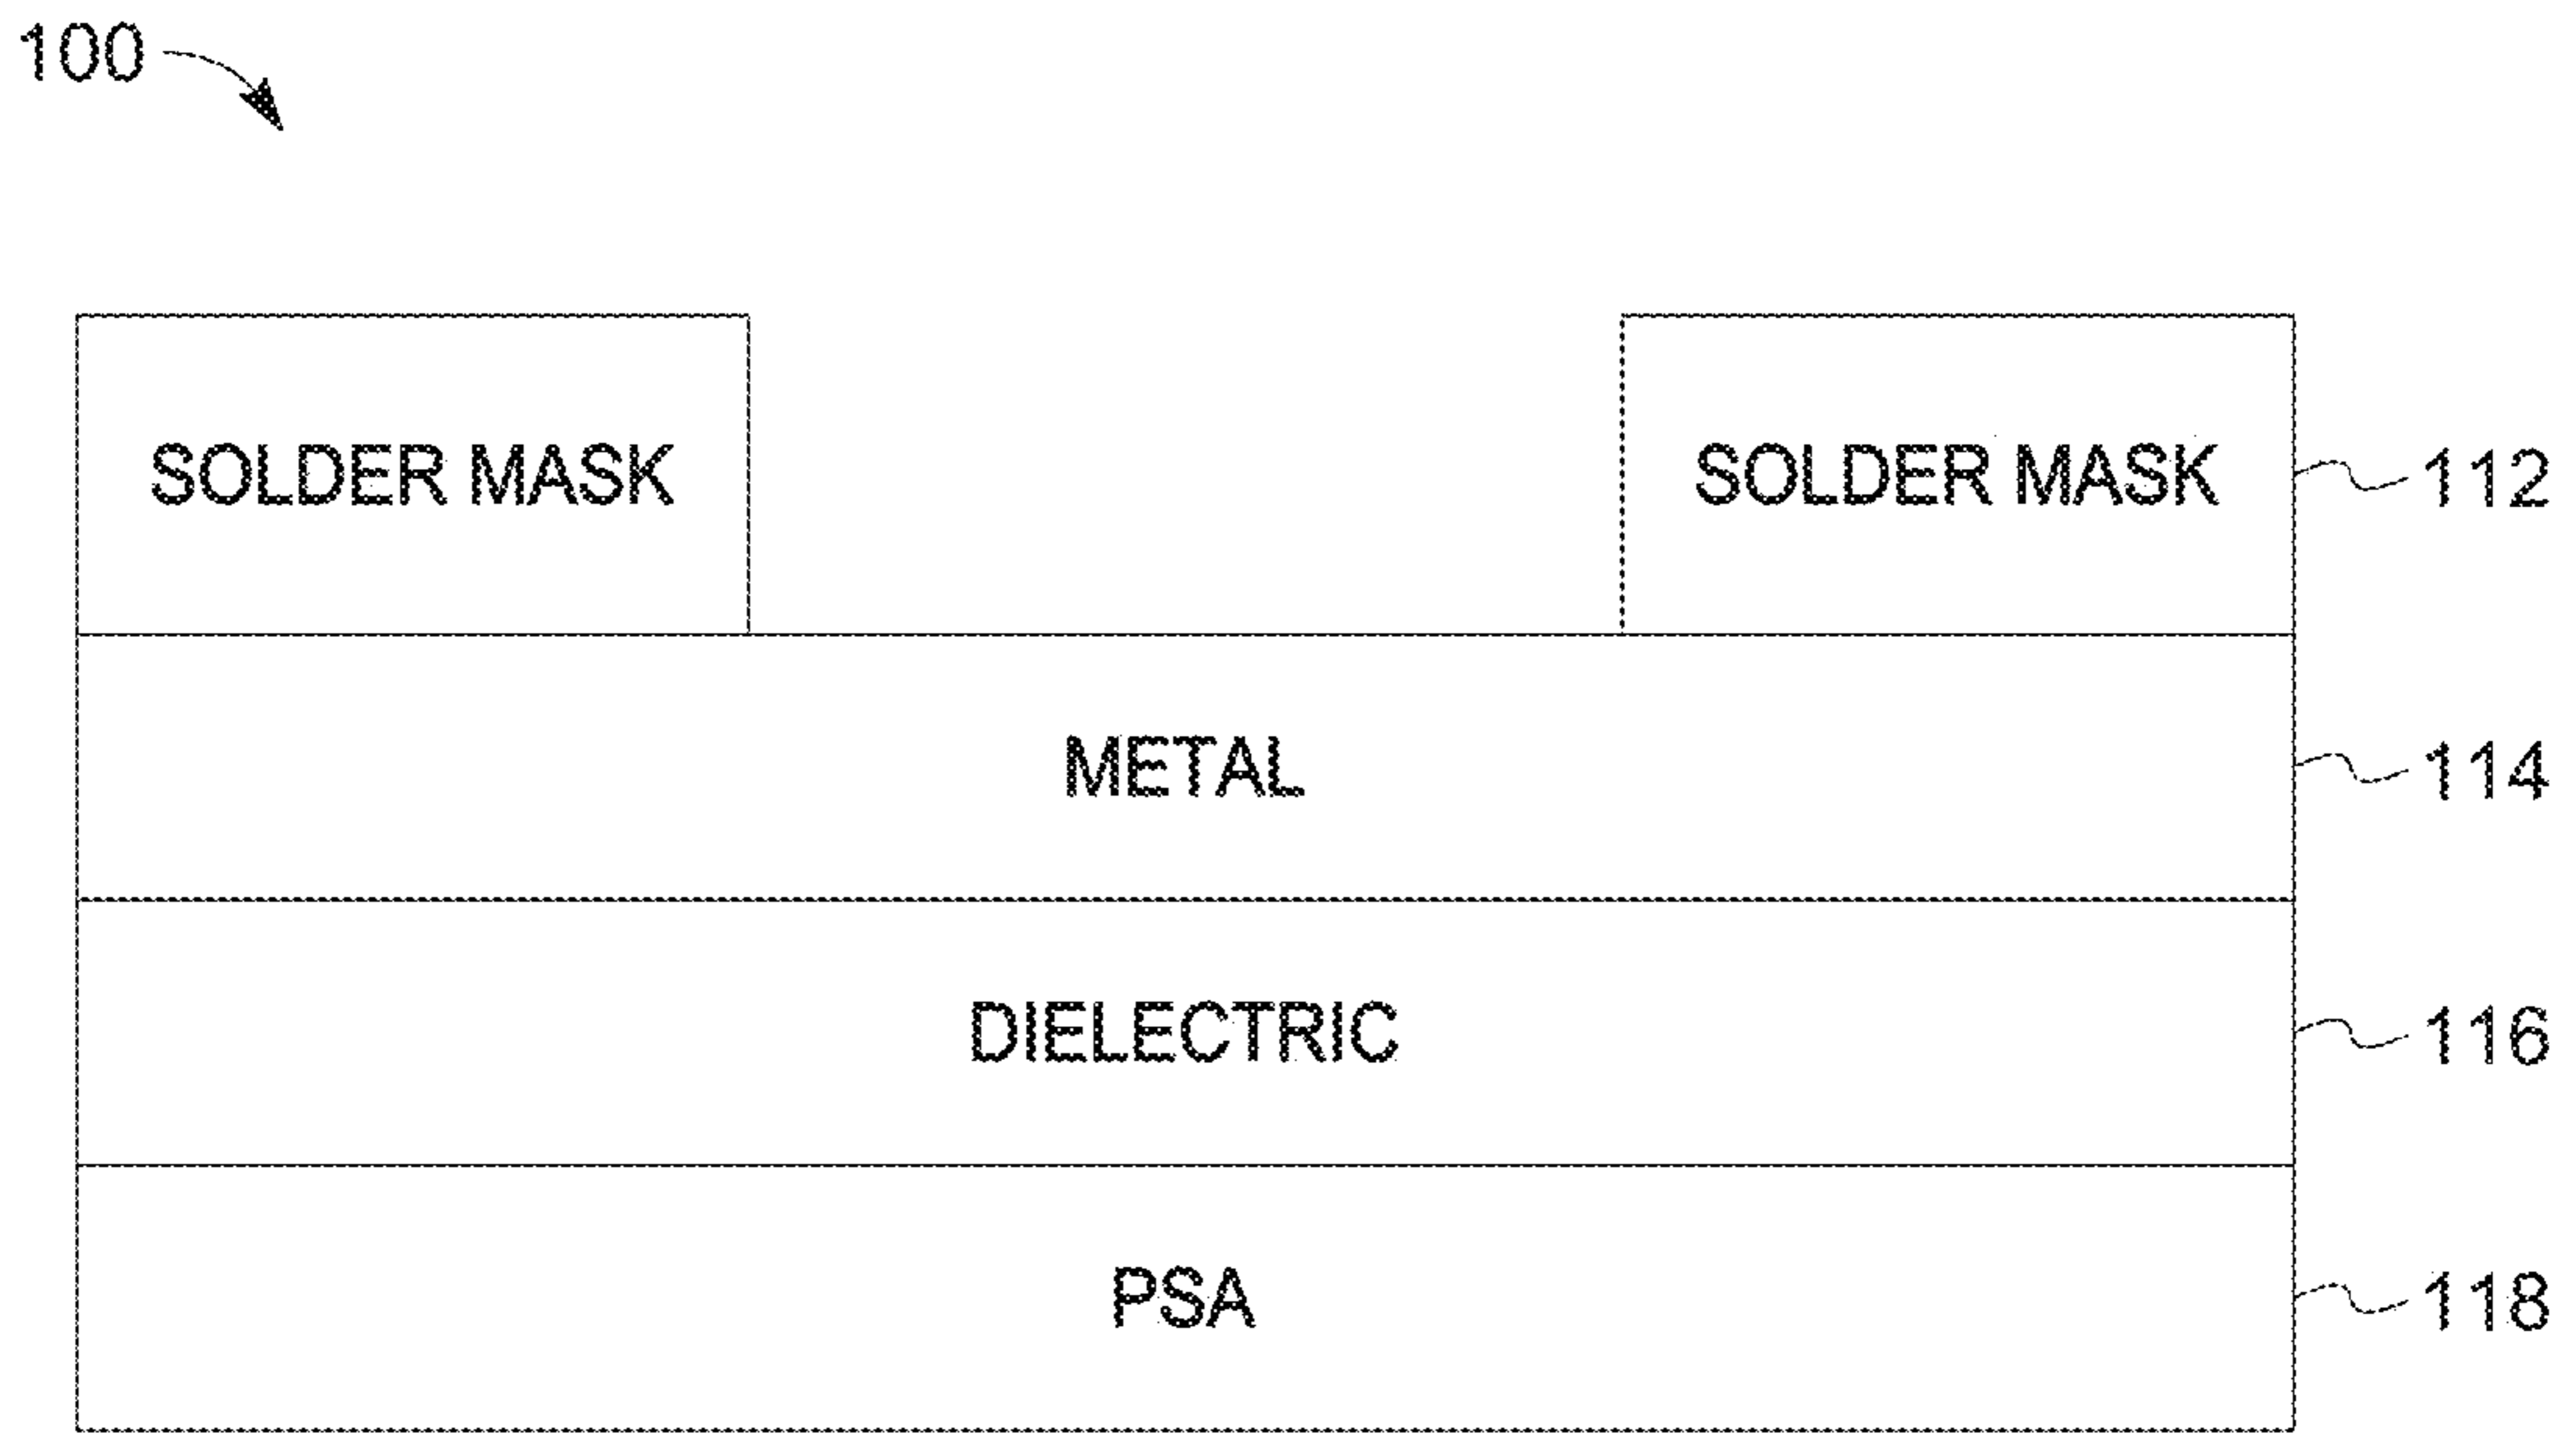 100
SOLDER MASK SOLDER MASK 112
METAL 114
DIELECTRIC 116
PSA 118